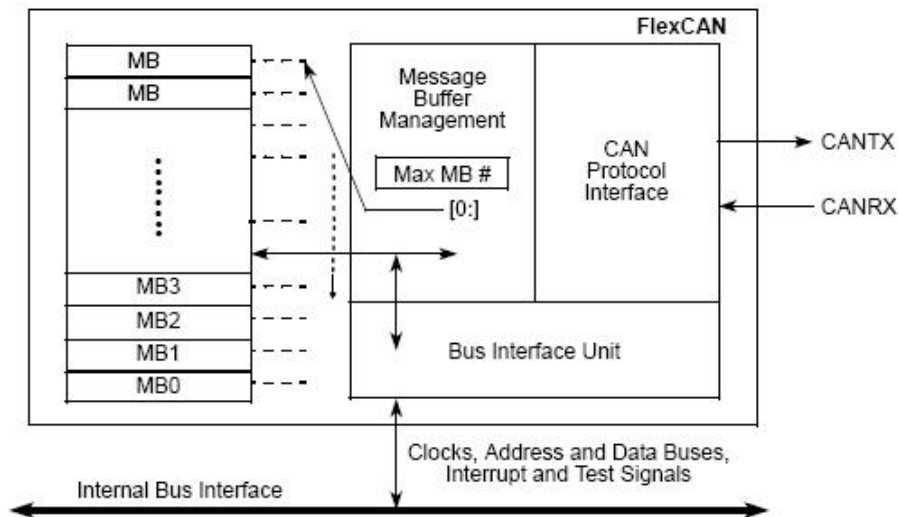 FlexCAN
MB
MB
MB3
MB2
MB1
MB0
Message
Buffer
Management
Max MB #
[0:]
CAN
Protocol
Interface
Bus Interface Unit
CANTX
CANRX
Clocks, Address and Data Buses,
Interrupt and Test Signals
Internal Bus Interface